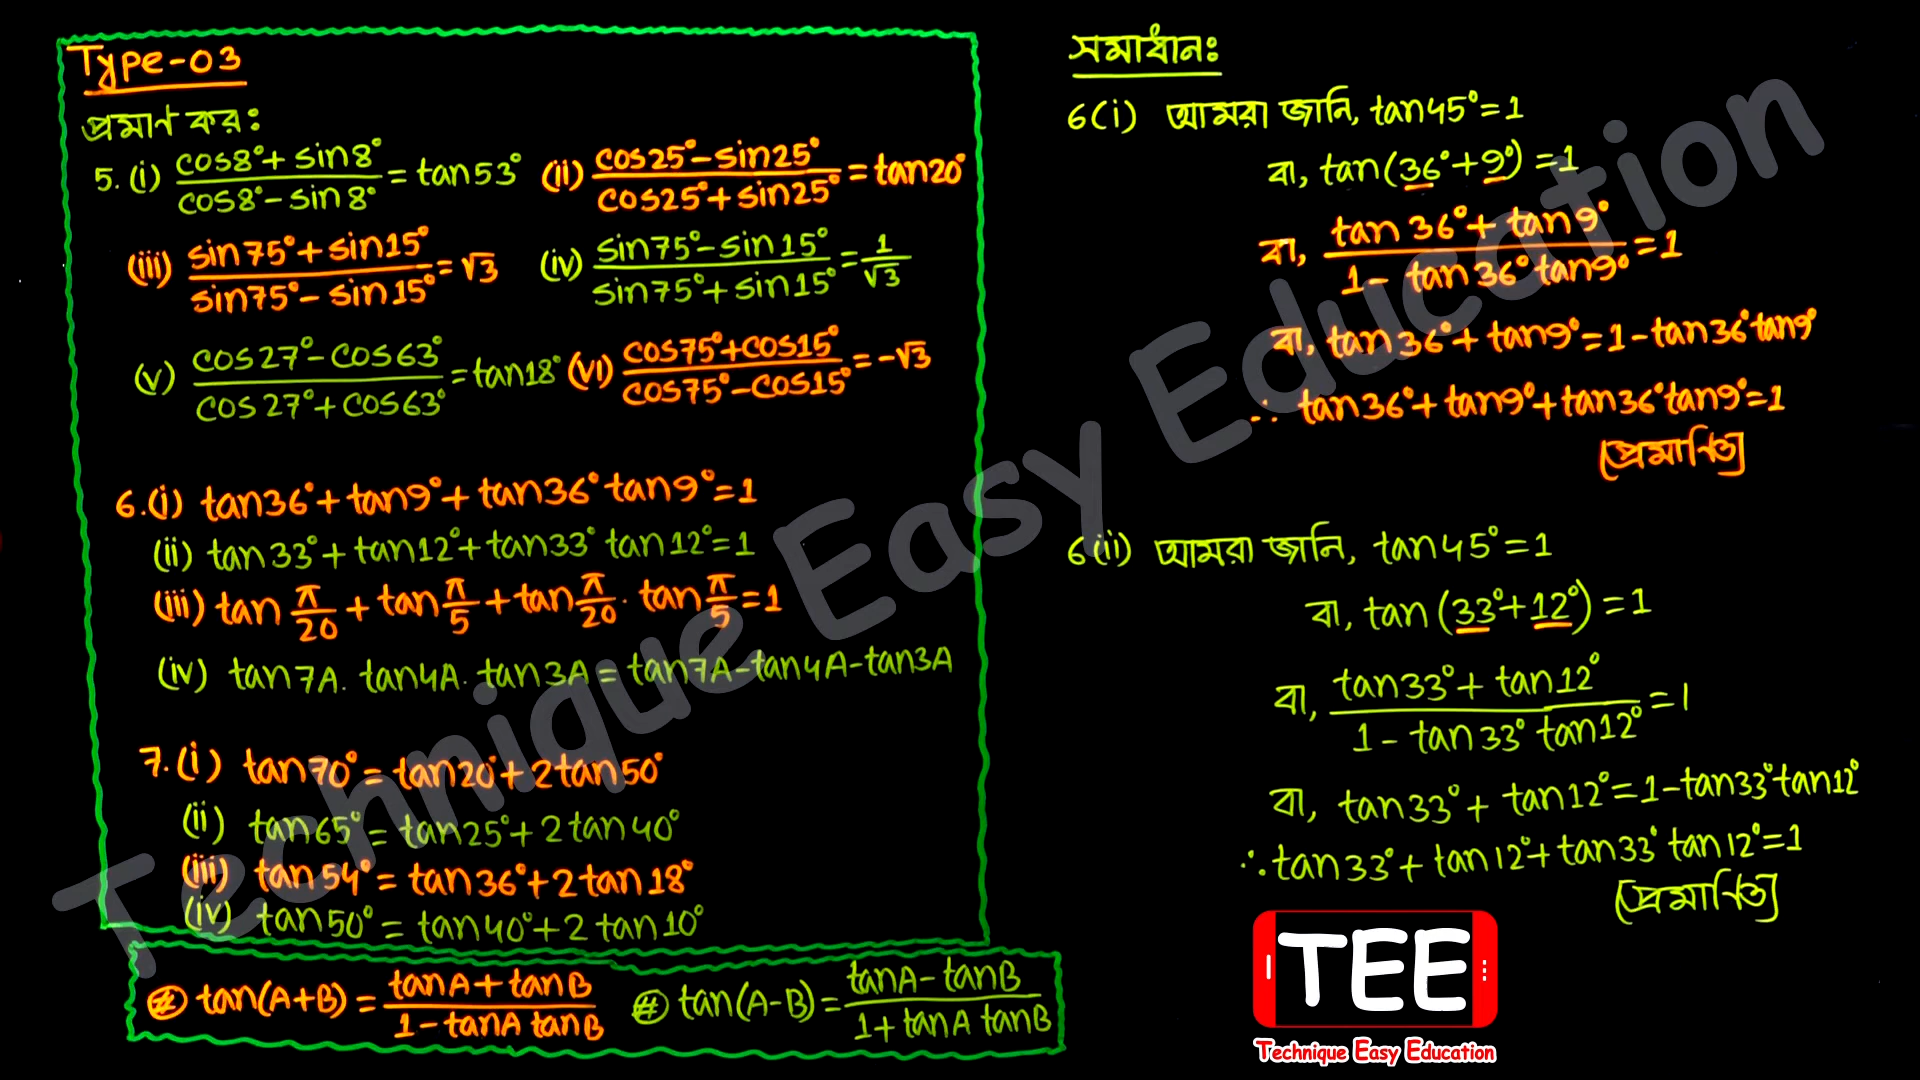 Type-03
প্রমাণ কর:
5. (i) (cos8°+sin8°)/(cos8°-sin8°) = tan53° (ii) (cos25°-sin25°)/(cos25°+sin25°) = tan20°
(iii) (sin75°+sin15°)/(sin75°-sin15°) = √3 (iv) (sin75°-sin15°)/(sin75°+sin15°) = 1/√3
(v) (cos27°-cos63°)/(cos27°+cos63°) = tan18° (vi) (cos75°+cos15°)/(cos75°-cos15°) = -√3
6.(i) tan36°+tan9°+tan36°tan9°=1
(ii) tan33°+tan12°+tan33°tan12°=1
(iii) tan π/20 + tan π/5 + tan π/20 . tan π/5 = 1
(iv) tan7A. tan4A. tan3A = tan7A-tan4A-tan3A
7.(i) tan70° = tan20°+2tan50°
(ii) tan65° = tan25°+2tan40°
(iii) tan54° = tan36°+2tan18°
(iv) tan50° = tan40°+2tan10°
# tan(A+B) = (tanA+tanB)/(1-tanA tanB) # tan(A-B) = (tanA-tanB)/(1+tanA tanB)
সমাধানঃ
6(i) আমরা জানি, tan45°=1
বা, tan(36°+9°)=1
বা, (tan36°+tan9°)/(1-tan36°tan9°)=1
বা, tan36°+tan9°=1-tan36°tan9°
∴ tan36°+tan9°+tan36°tan9°=1
[প্রমাণিত]
6(ii) আমরা জানি, tan45°=1
বা, tan(33°+12°)=1
বা, (tan33°+tan12°)/(1-tan33°tan12°)=1
বা, tan33°+tan12°=1-tan33°tan12°
∴ tan33°+tan12°+tan33°tan12°=1
[প্রমাণিত]
TEE
Technique Easy Education
Technique Easy Education